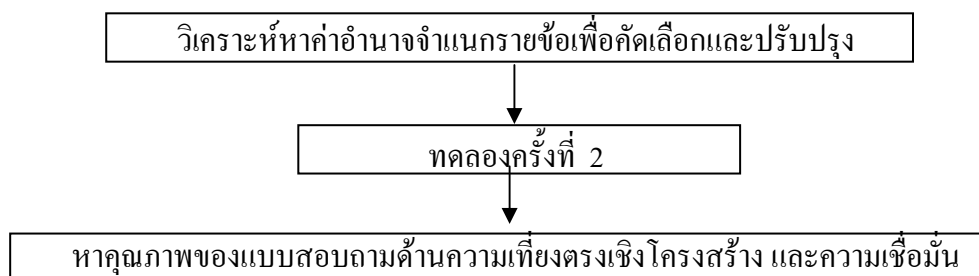 วิเคราะห์หาค่าอำนาจจำแนกรายข้อเพื่อคัดเลือกและปรับปรุง
ทดลองครั้งที่ 2
หาคุณภาพของแบบสอบถามด้านความเที่ยงตรงเชิงโครงสร้าง และความเชื่อมั่น